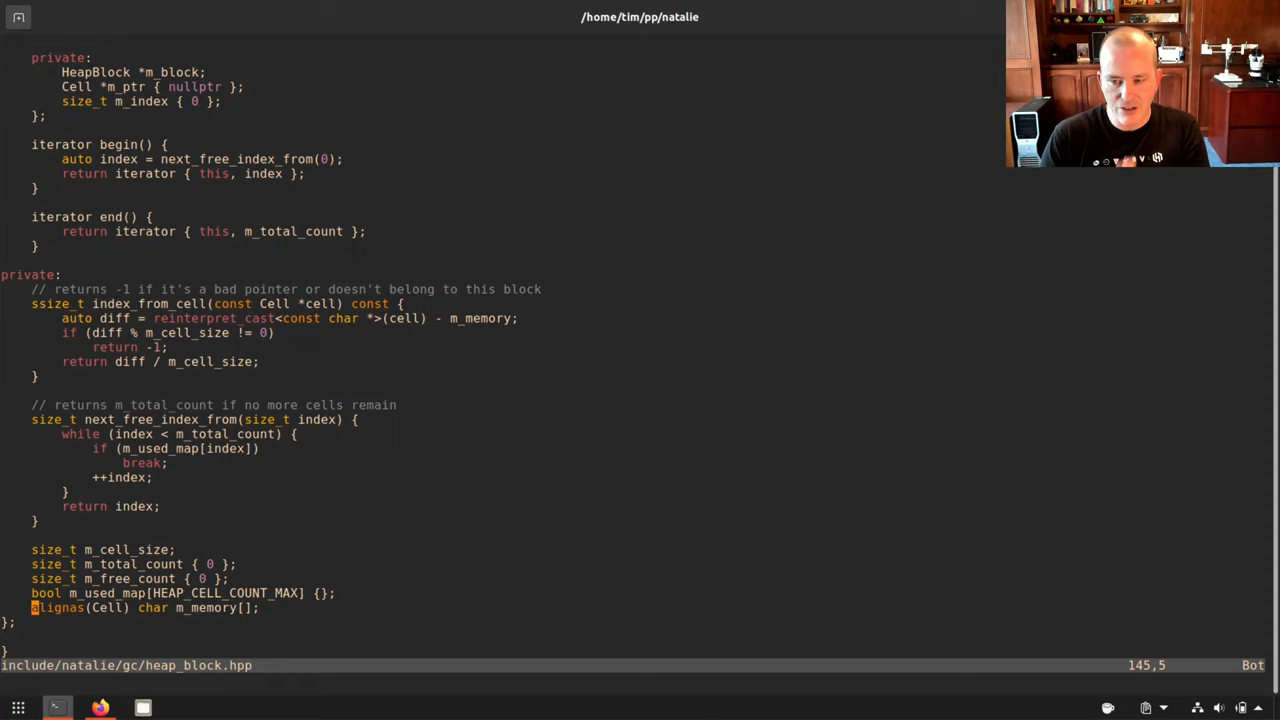 /home/tim/pp/natalie
private:
HeapBlock *m_block;
Cell *m_ptr { nullptr };
size_t m_index { 0 };
};
iterator begin() {
auto index = next_free_index_from(0);
return iterator { this, index };
}
iterator end() {
return iterator { this, m_total_count };
}
private:
// returns -1 if it's a bad pointer or doesn't belong to this block
ssize_t index_from_cell(const Cell *cell) const {
auto diff = reinterpret_cast<const char *>(cell) - m_memory;
if (diff % m_cell_size != 0)
return -1;
return diff / m_cell_size;
}
// returns m_total_count if no more cells remain
size_t next_free_index_from(size_t index) {
while (index < m_total_count) {
if (m_used_map[index])
break;
++index;
}
return index;
}
size_t m_cell_size;
size_t m_total_count { 0 };
size_t m_free_count { 0 };
bool m_used_map[HEAP_CELL_COUNT_MAX] {};
alignas(Cell) char m_memory[];
};
}
include/natalie/gc/heap_block.hpp 145,5 Bot